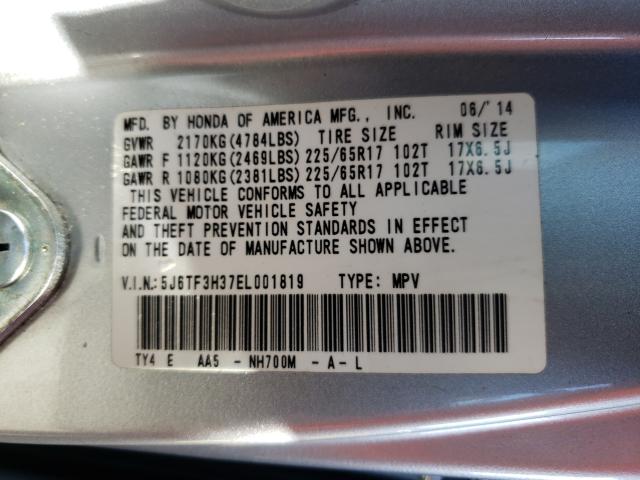 MFD. BY HONDA OF AMERICA MFG., INC. 06/'14
GVWR 2170KG(4784LBS) TIRE SIZE RIM SIZE
GAWR F 1120KG(2469LBS) 225/65R17 102T 17X6.5J
GAWR R 1080KG(2381LBS) 225/65R17 102T 17X6.5J
THIS VEHICLE CONFORMS TO ALL APPLICABLE
FEDERAL MOTOR VEHICLE SAFETY
AND THEFT PREVENTION STANDARDS IN EFFECT
ON THE DATE OF MANUFACTURE SHOWN ABOVE.
V.I.N.: 5J6TF3H37EL001819 TYPE: MPV
TY4 E AA5 - NH700M - A - L